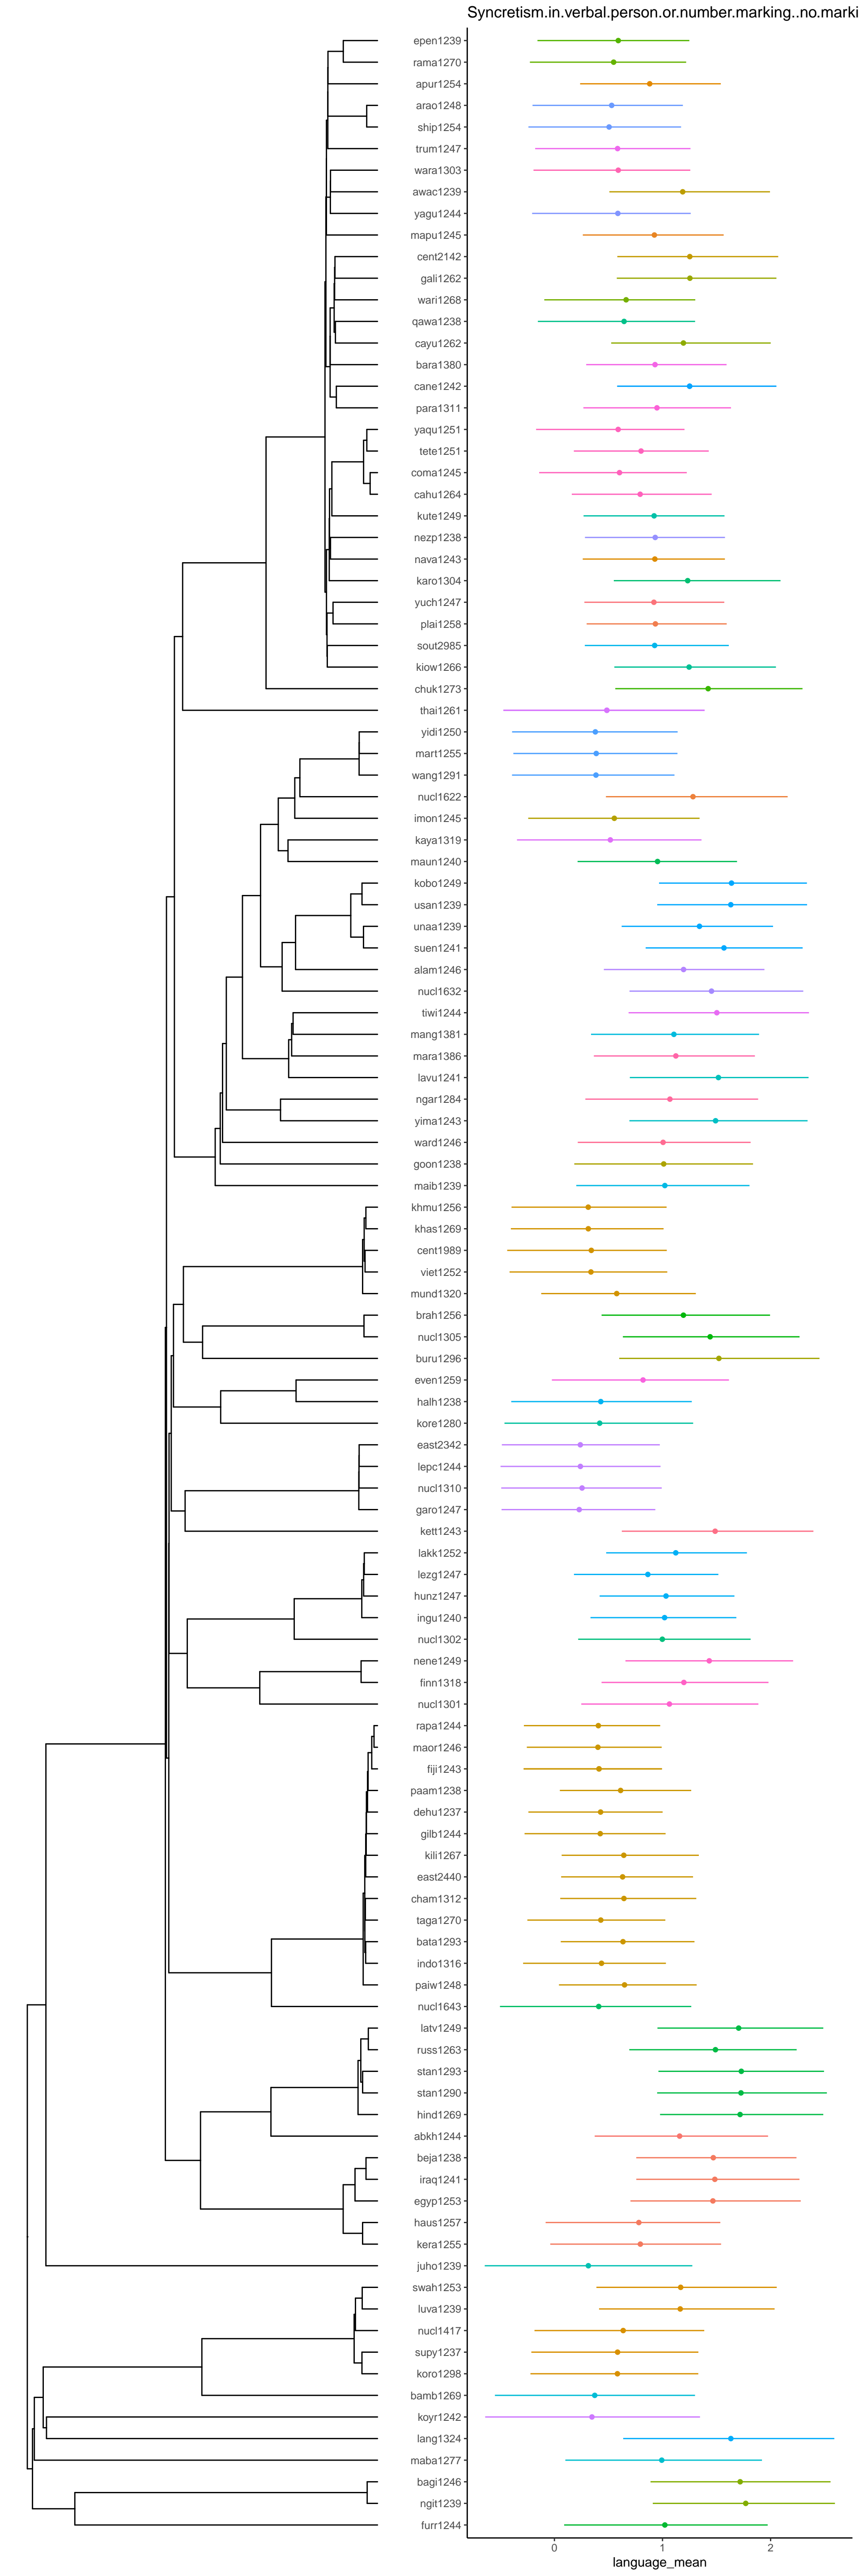 Syncretism.in.verbal.person.or.number.marking..no.marki
epen1239
rama1270
apur1254
arao1248
ship1254
trum1247
wara1303
awac1239
yagu1244
mapu1245
cent2142
gali1262
wari1268
qawa1238
cayu1262
bara1380
cane1242
para1311
yaqu1251
tete1251
coma1245
cahu1264
kute1249
nezp1238
nava1243
karo1304
yuch1247
plai1258
sout2985
kiow1266
chuk1273
thai1261
yidi1250
mart1255
wang1291
nucl1622
imon1245
kaya1319
maun1240
kobo1249
usan1239
unaa1239
suen1241
alam1246
nucl1632
tiwi1244
mang1381
mara1386
lavu1241
ngar1284
yima1243
ward1246
goon1238
maib1239
khmu1256
khas1269
cent1989
viet1252
mund1320
brah1256
nucl1305
buru1296
even1259
halh1238
kore1280
east2342
lepc1244
nucl1310
garo1247
kett1243
lakk1252
lezg1247
hunz1247
ingu1240
nucl1302
nene1249
finn1318
nucl1301
rapa1244
maor1246
fiji1243
paam1238
dehu1237
gilb1244
kili1267
east2440
cham1312
taga1270
bata1293
indo1316
paiw1248
nucl1643
latv1249
russ1263
stan1293
stan1290
hind1269
abkh1244
beja1238
iraq1241
egyp1253
haus1257
kera1255
juho1239
swah1253
luva1239
nucl1417
supy1237
koro1298
bamb1269
koyr1242
lang1324
maba1277
bagi1246
ngit1239
furr1244
0 1 2
language_mean